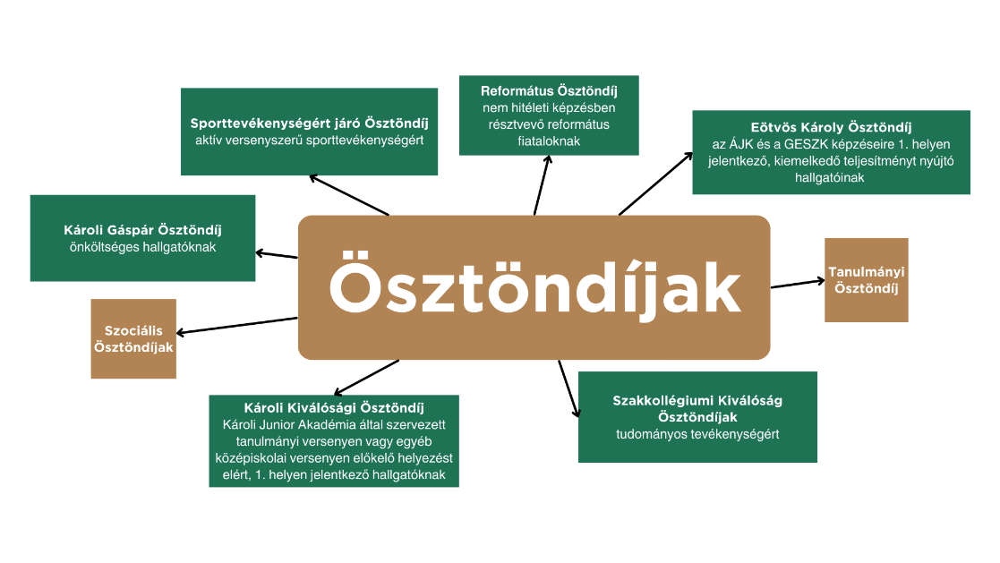 Református Ösztöndíj
nem hitéleti képzésben
résztvevő református
fiataloknak
Sporttevékenységért járó Ösztöndíj
aktív versenyszerű sporttevékenységért
Eötvös Károly Ösztöndíj
az ÁJK és a GESZK képzéseire 1. helyen
jelentkező, kiemelkedő teljesítményt nyújtó
hallgatóinak
Károli Gáspár Ösztöndíj
önköltséges hallgatóknak
Ösztöndíjak
Tanulmányi
Ösztöndíj
Szociális
Ösztöndíjak
Károli Kiválósági Ösztöndíj
Károli Junior Akadémia által szervezett
tanulmányi versenyen vagy egyéb
középiskolai versenyen előkelő helyezést
elért, 1. helyen jelentkező hallgatóknak
Szakkollégiumi Kiválóság
Ösztöndíjak
tudományos tevékenységért